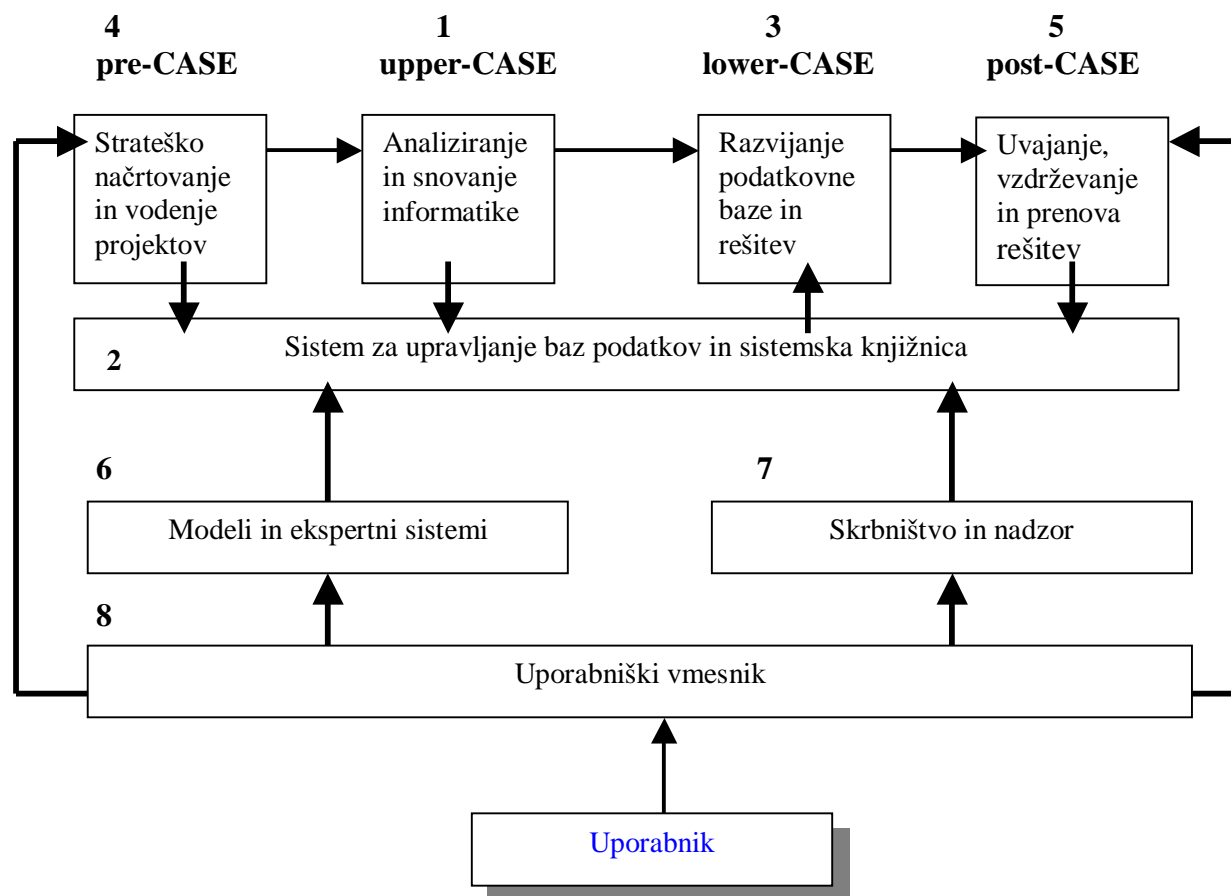 4
pre-CASE
1
upper-CASE
3
lower-CASE
5
post-CASE
Strateško
načrtovanje
in vodenje
projektov
Analiziranje
in snovanje
informatike
Razvijanje
podatkovne
baze in
rešitev
Uvajanje,
vzdrževanje
in prenova
rešitev
2
Sistem za upravljanje baz podatkov in sistemska knjižnica
6
Modeli in ekspertni sistemi
7
Skrbništvo in nadzor
8
Uporabniški vmesnik
Uporabnik